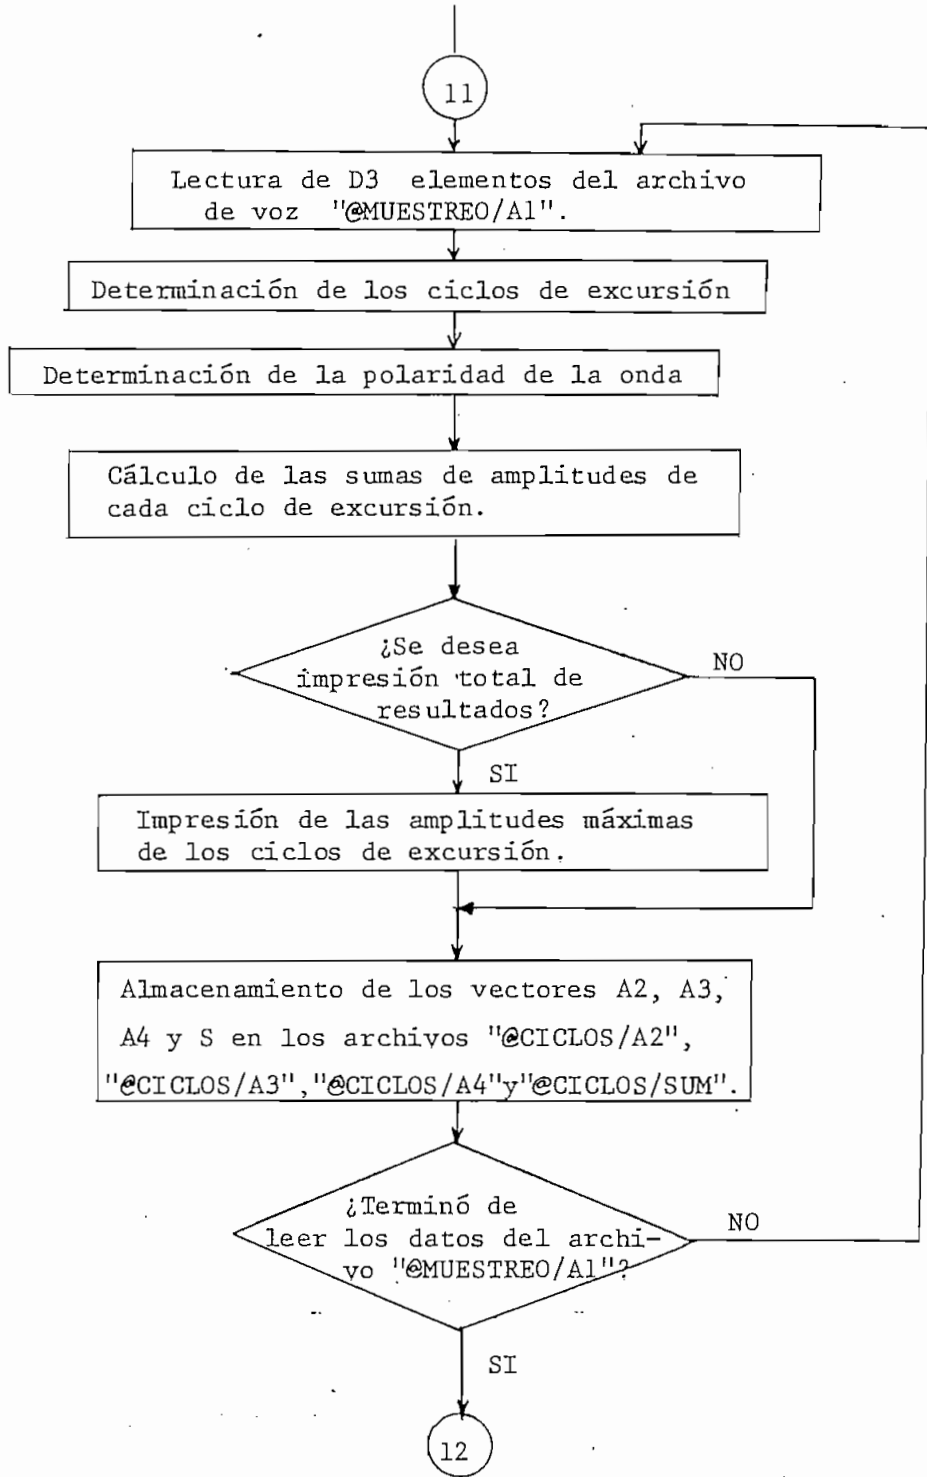 11
Lectura de D3 elementos del archivo
de voz "@MUESTREO/A1".
Determinación de los ciclos de excursión
Determinación de la polaridad de la onda
Cálculo de las sumas de amplitudes de
cada ciclo de excursión.
¿Se desea
impresión total de
resultados?
NO
SI
Impresión de las amplitudes máximas
de los ciclos de excursión.
Almacenamiento de los vectores A2, A3,
A4 y S en los archivos "@CICLOS/A2",
"@CICLOS/A3","@CICLOS/A4"y"@CICLOS/SUM".
¿Terminó de
leer los datos del archi-
vo "@MUESTREO/A1"?
NO
SI
12